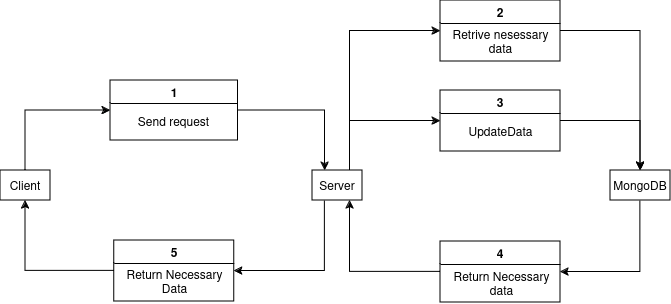 1
Send request
Client
Server
2
Retrive nesessary
data
3
UpdateData
MongoDB
4
Return Necessary
data
5
Return Necessary
Data